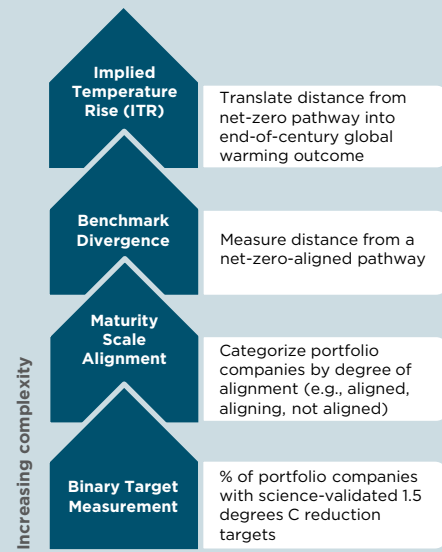 Implied
Temperature
Rise (ITR)
Translate distance from
net-zero pathway into
end-of-century global
warming outcome
Benchmark
Divergence
Measure distance from a
net-zero-aligned pathway
Maturity
Scale
Alignment
Categorize portfolio
companies by degree of
alignment (e.g., aligned,
aligning, not aligned)
Binary Target
Measurement
% of portfolio companies
with science-validated 1.5
degrees C reduction
targets
Increasing complexity